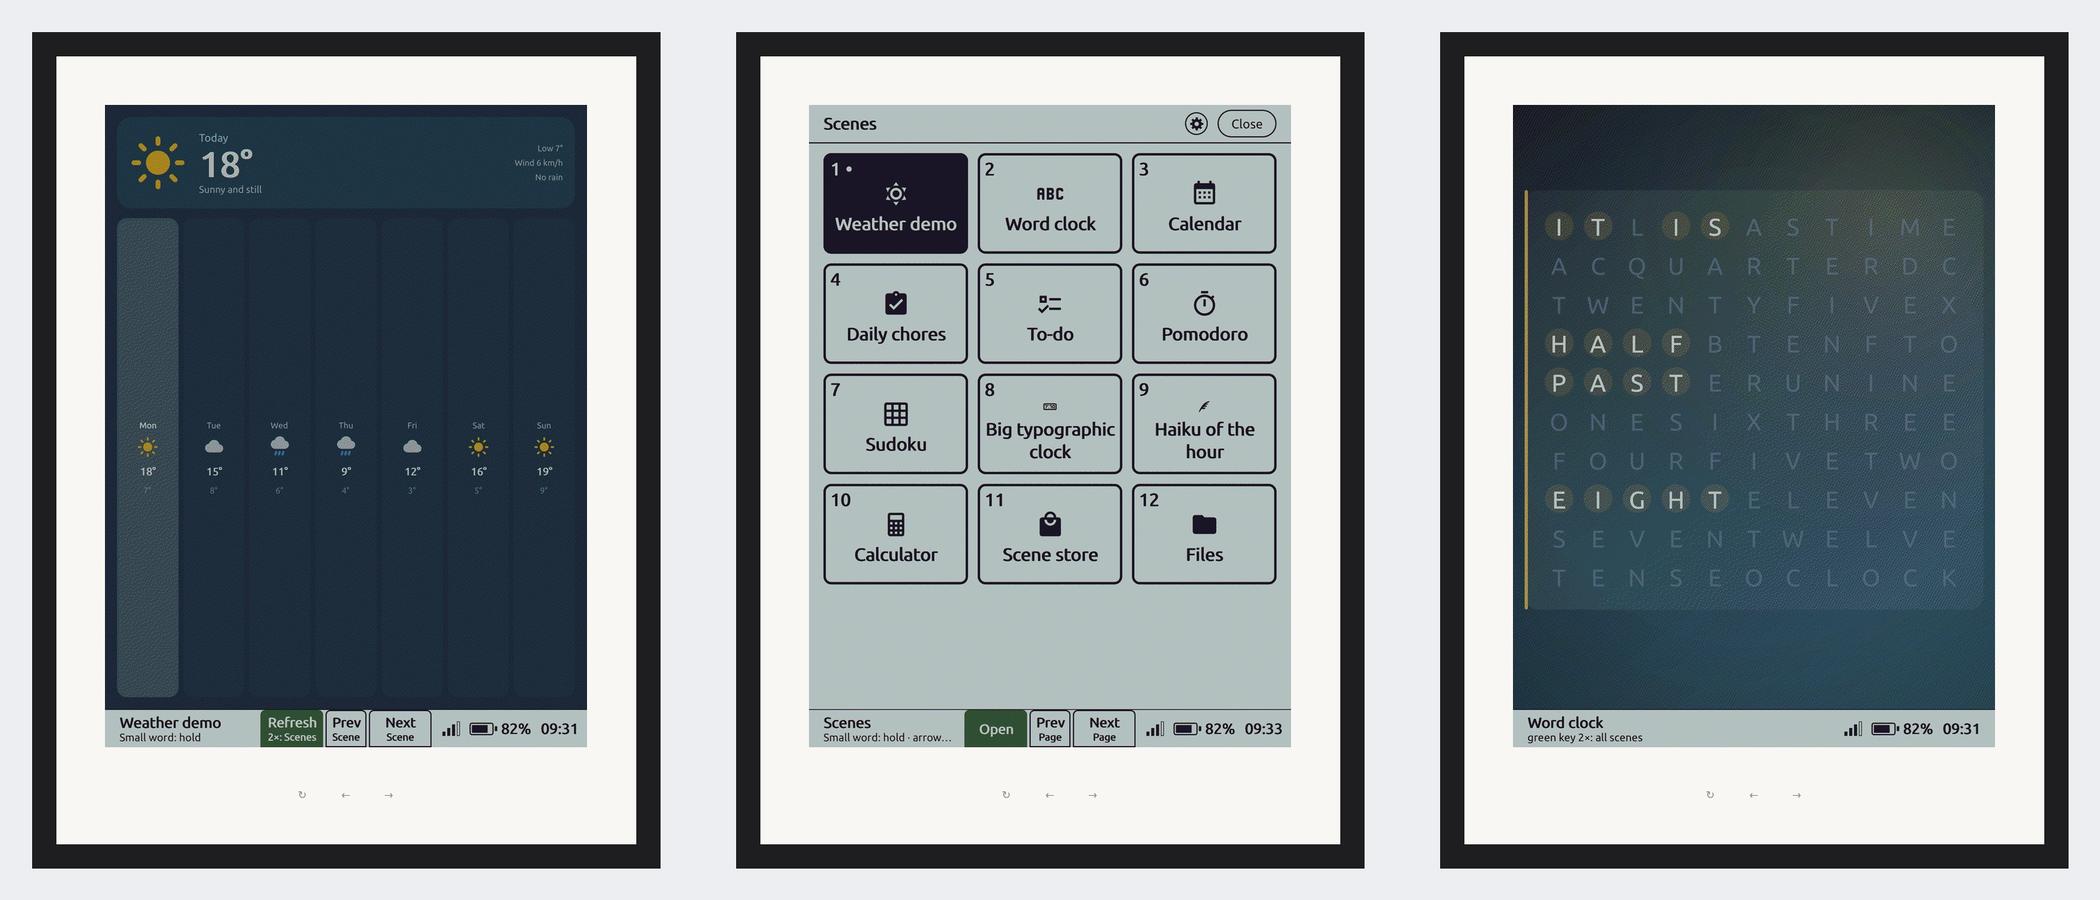 Today
18°
Sunny and still
Low 7°
Wind 6 km/h
No rain
Mon Tue Wed Thu Fri Sat Sun
18° 15° 11° 9° 12° 16° 19°
7° 8° 6° 4° 3° 5° 9°
Weather demo
Small word: hold
Refresh
2×: Scenes
Prev
Scene
Next
Scene
82% 09:31
↻ ← →
Scenes
Close
1 •
Weather demo
2
ABC
Word clock
3
Calendar
4
Daily chores
5
To-do
6
Pomodoro
7
Sudoku
8
Big typographic
clock
9
Haiku of the
hour
10
Calculator
11
Scene store
12
Files
Scenes
Small word: hold · arrow…
Open
Prev
Page
Next
Page
82% 09:33
↻ ← →
I T L I S A S T I M E
A C Q U A R T E R D C
T W E N T Y F I V E X
H A L F B T E N F T O
P A S T E R U N I N E
O N E S I X T H R E E
F O U R F I V E T W O
E I G H T E L E V E N
S E V E N T W E L V E
T E N S E O C L O C K
Word clock
green key 2×: all scenes
82% 09:31
↻ ← →